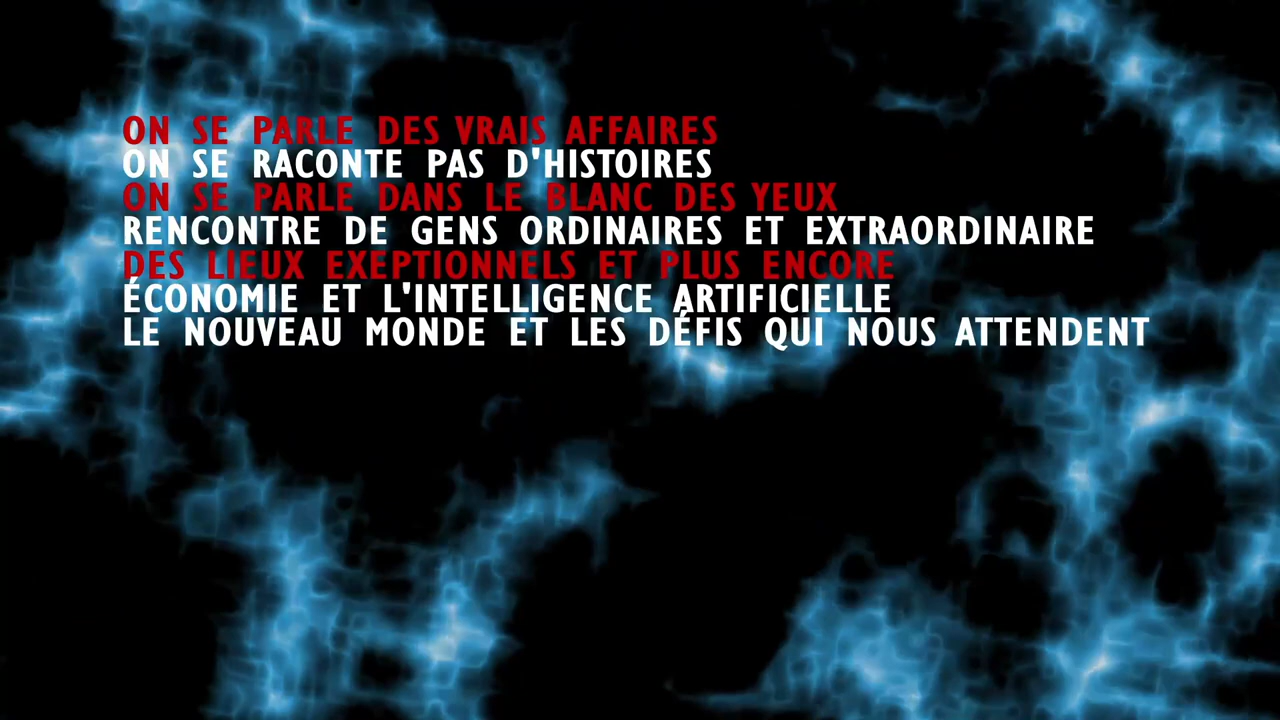 ON SE PARLE DES VRAIS AFFAIRES
ON SE RACONTE PAS D'HISTOIRES
ON SE PARLE DANS LE BLANC DES YEUX
RENCONTRE DE GENS ORDINAIRES ET EXTRAORDINAIRE
DES LIEUX EXEPTIONNELS ET PLUS ENCORE
ÉCONOMIE ET L'INTELLIGENCE ARTIFICIELLE
LE NOUVEAU MONDE ET LES DÉFIS QUI NOUS ATTENDENT